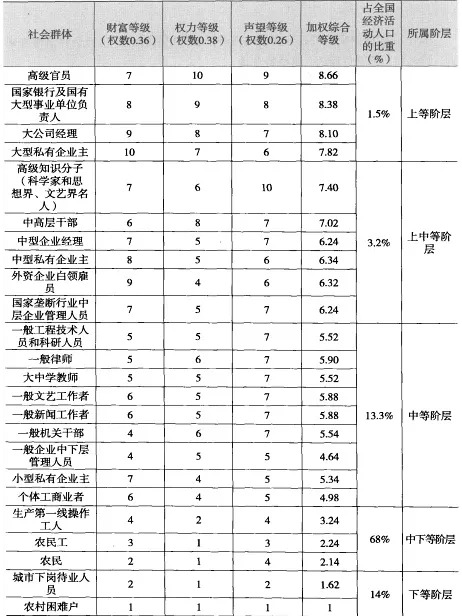 社会群体 财富等级（权数0.36） 权力等级（权数0.38） 声望等级（权数0.26） 加权综合等级 占全国经济活动人口的比重（%） 所属阶层
高级官员 7 10 9 8.66 1.5% 上等阶层
国家银行及国有大型事业单位负责人 8 9 8 8.38
大公司经理 9 8 7 8.10
大型私有企业主 10 7 6 7.82
高级知识分子（科学家和思想界、文艺界名人） 7 6 10 7.40 3.2% 上中等阶层
中高层干部 6 8 7 7.02
中型企业经理 7 5 7 6.24
中型私有企业主 8 5 6 6.34
外资企业白领雇员 9 4 6 6.32
国家垄断行业中层企业管理人员 7 5 7 6.24
一般工程技术人员和科研人员 5 5 7 5.52 13.3% 中等阶层
一般律师 5 6 7 5.90
大中学教师 5 5 7 5.52
一般文艺工作者 6 5 7 5.88
一般新闻工作者 6 5 7 5.88
一般机关干部 4 6 7 5.54
一般企业中下层管理人员 4 5 5 4.64
小型私有企业主 7 4 5 5.34
个体工商业者 6 4 5 4.98
生产第一线操作工人 4 2 4 3.24 68% 中下等阶层
农民工 3 1 3 2.24
农民 2 1 4 2.14
城市下岗待业人员 2 1 2 1.62 14% 下等阶层
农村困难户 1 1 1 1